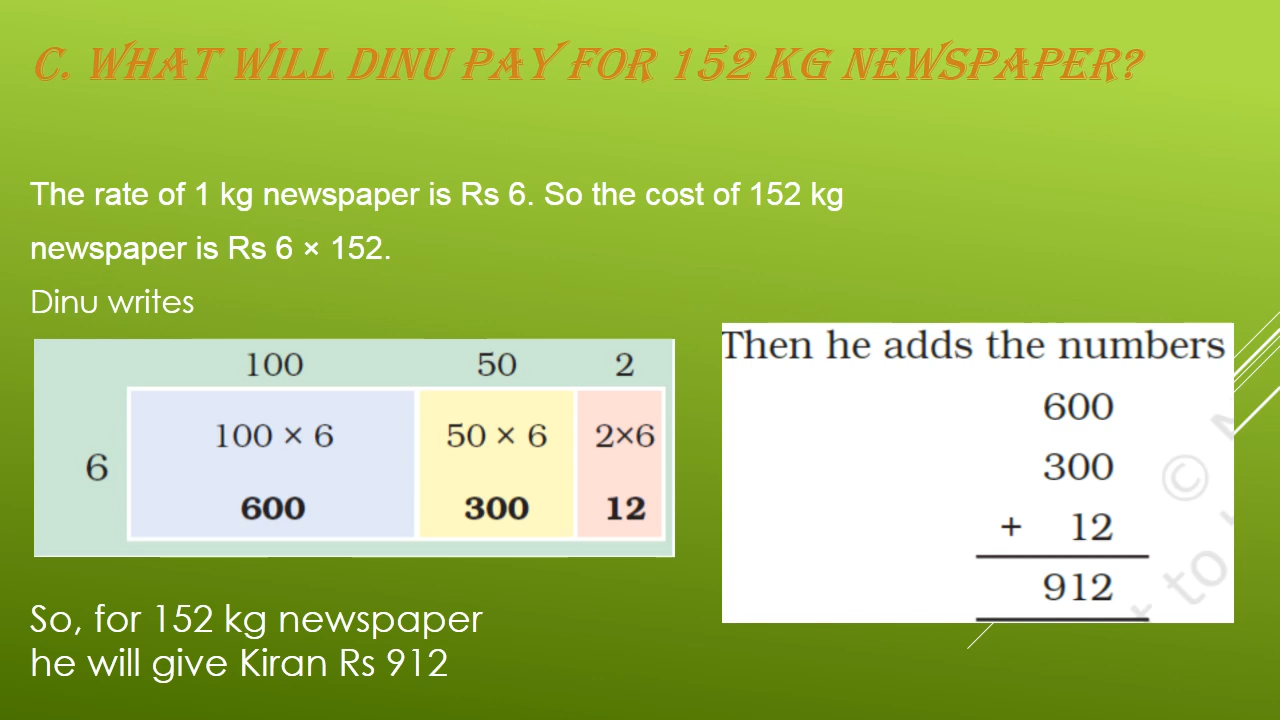 C. WHAT WILL DINU PAY FOR 152 KG NEWSPAPER?
The rate of 1 kg newspaper is Rs 6. So the cost of 152 kg
newspaper is Rs 6 × 152.
Dinu writes
100 50 2
100 × 6 50 × 6 2×6
6
600 300 12
Then he adds the numbers
600
300
+ 12
912
© N
t to
So, for 152 kg newspaper
he will give Kiran Rs 912